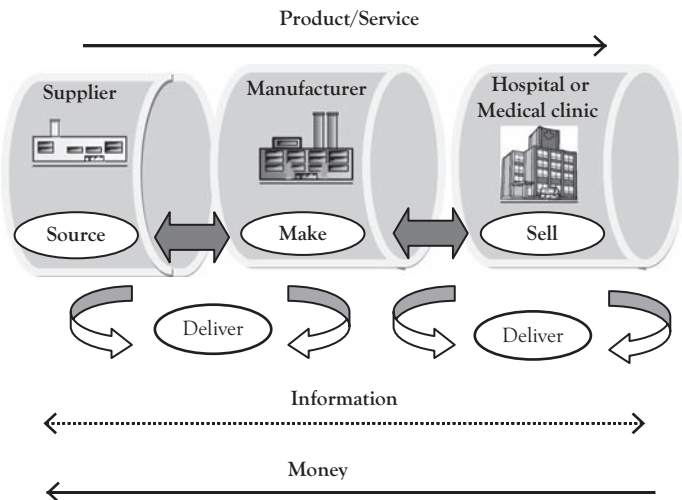 Product/Service
Supplier
Manufacturer
Hospital or
Medical clinic
Source
Make
Sell
Deliver
Deliver
Information
Money